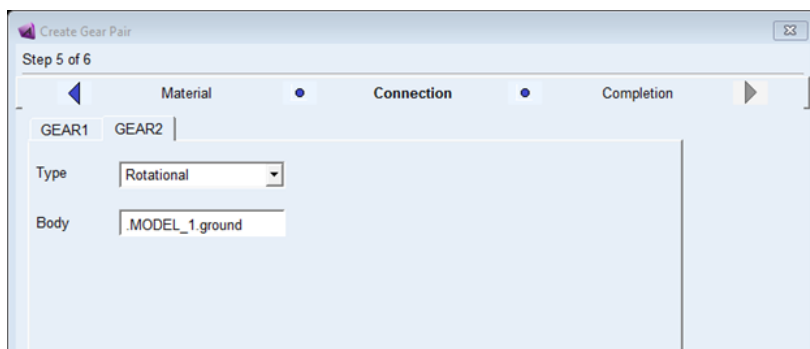 Create Gear Pair
Step 5 of 6
Material Connection Completion
GEAR1 GEAR2
Type Rotational
Body .MODEL_1.ground